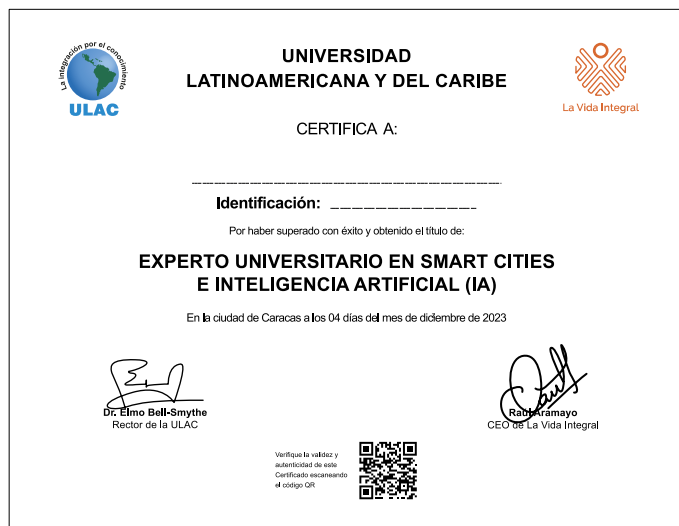 La integración por el conocimiento
ULAC
UNIVERSIDAD
LATINOAMERICANA Y DEL CARIBE
La Vida Integral
CERTIFICA A:
Identificación:
Por haber superado con éxito y obtenido el título de:
EXPERTO UNIVERSITARIO EN SMART CITIES
E INTELIGENCIA ARTIFICIAL (IA)
En la ciudad de Caracas a los 04 días del mes de diciembre de 2023
Dr. Elmo Bell-Smythe
Rector de la ULAC
Raúl Aramayo
CEO de La Vida Integral
Verifique la validez y
autenticidad de este
Certificado escaneando
el código QR